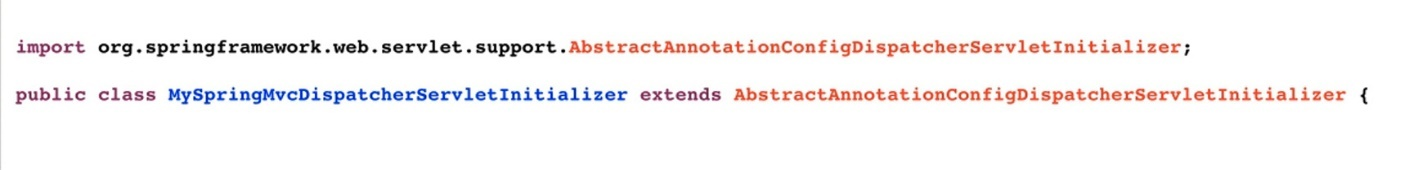 import org.springframework.web.servlet.support.AbstractAnnotationConfigDispatcherServletInitializer;
public class MySpringMvcDispatcherServletInitializer extends AbstractAnnotationConfigDispatcherServletInitializer {